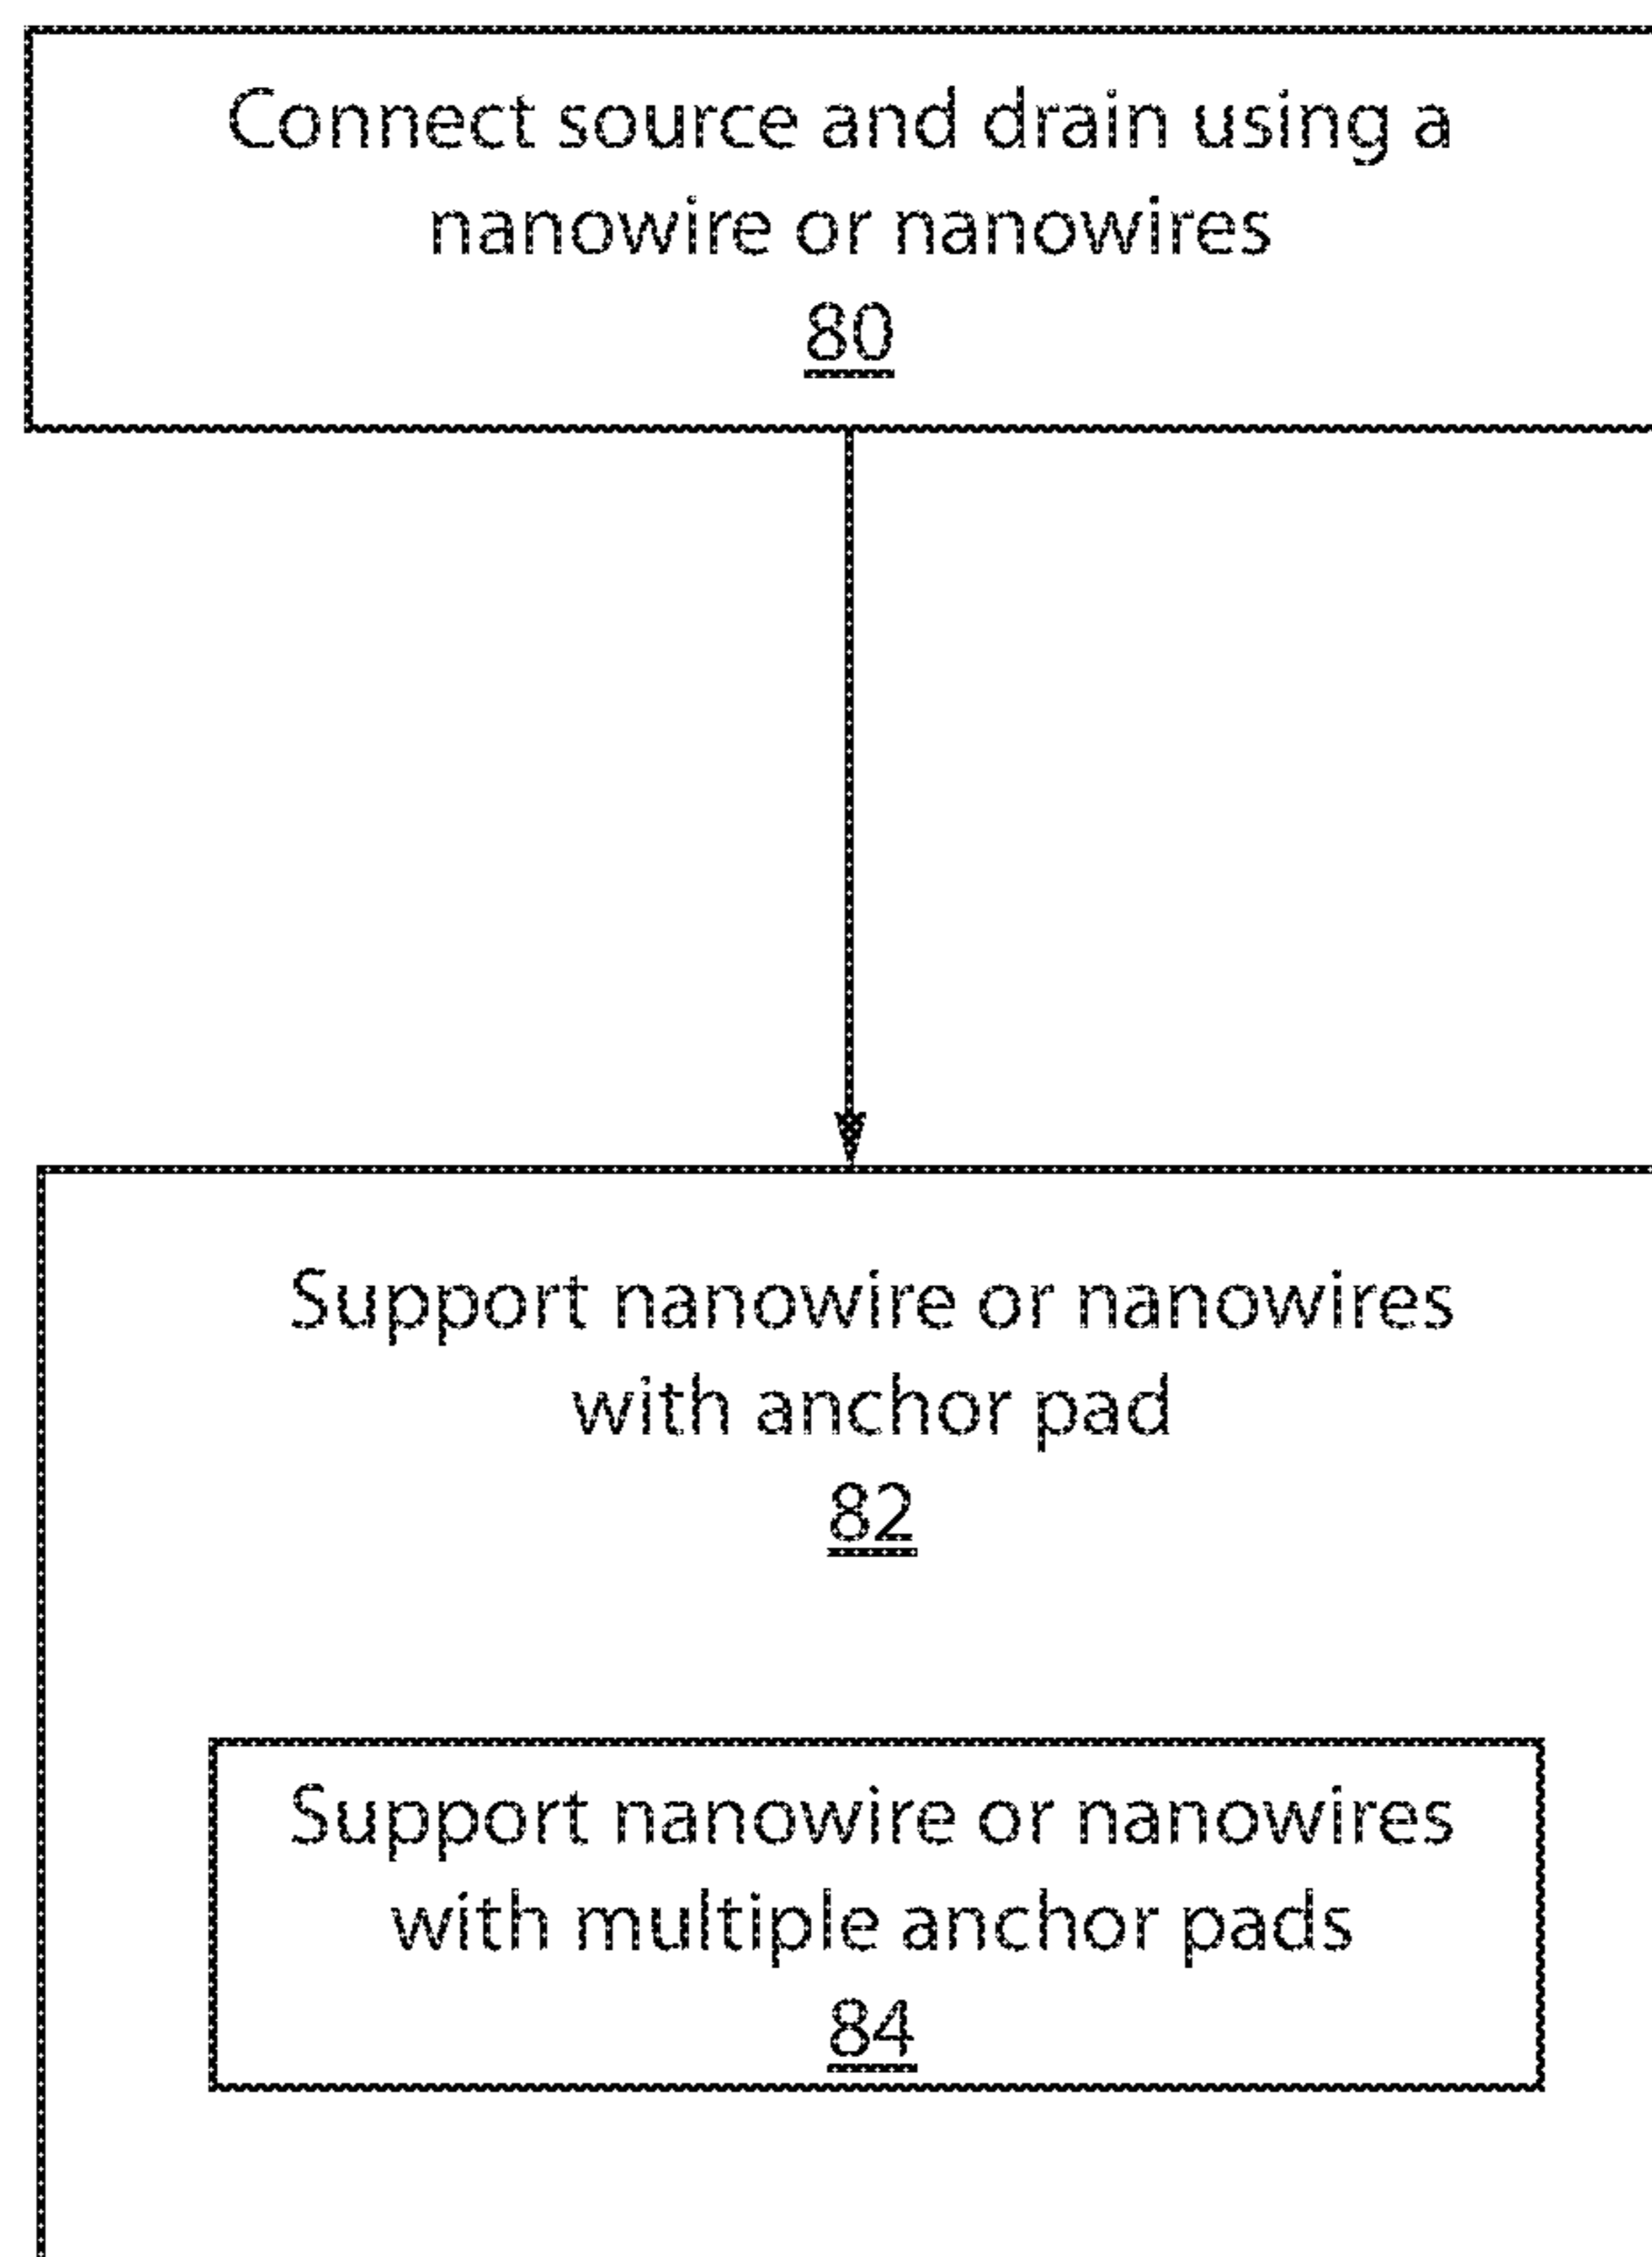 Connect source and drain using a
nanowire or nanowires
80
Support nanowire or nanowires
with anchor pad
82
Support nanowire or nanowires
with multiple anchor pads
84